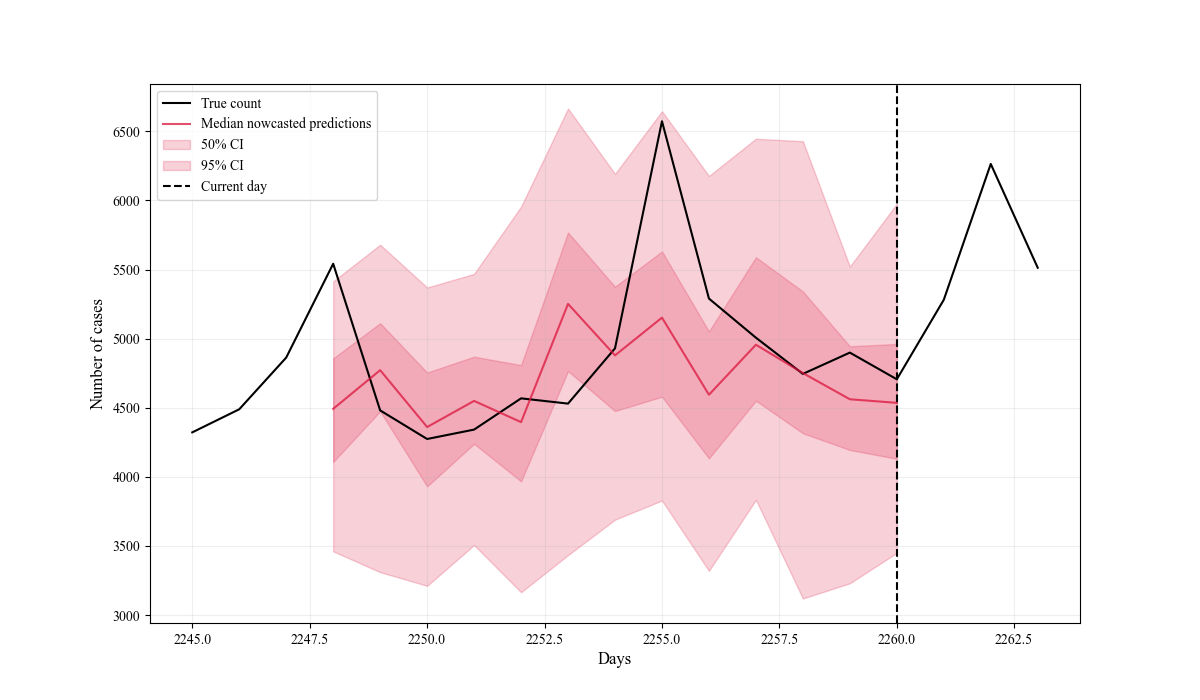 True count
Median nowcasted predictions
50% CI
95% CI
Current day
Number of cases
6500
6000
5500
5000
4500
4000
3500
3000
2245.0 2247.5 2250.0 2252.5 2255.0 2257.5 2260.0 2262.5
Days